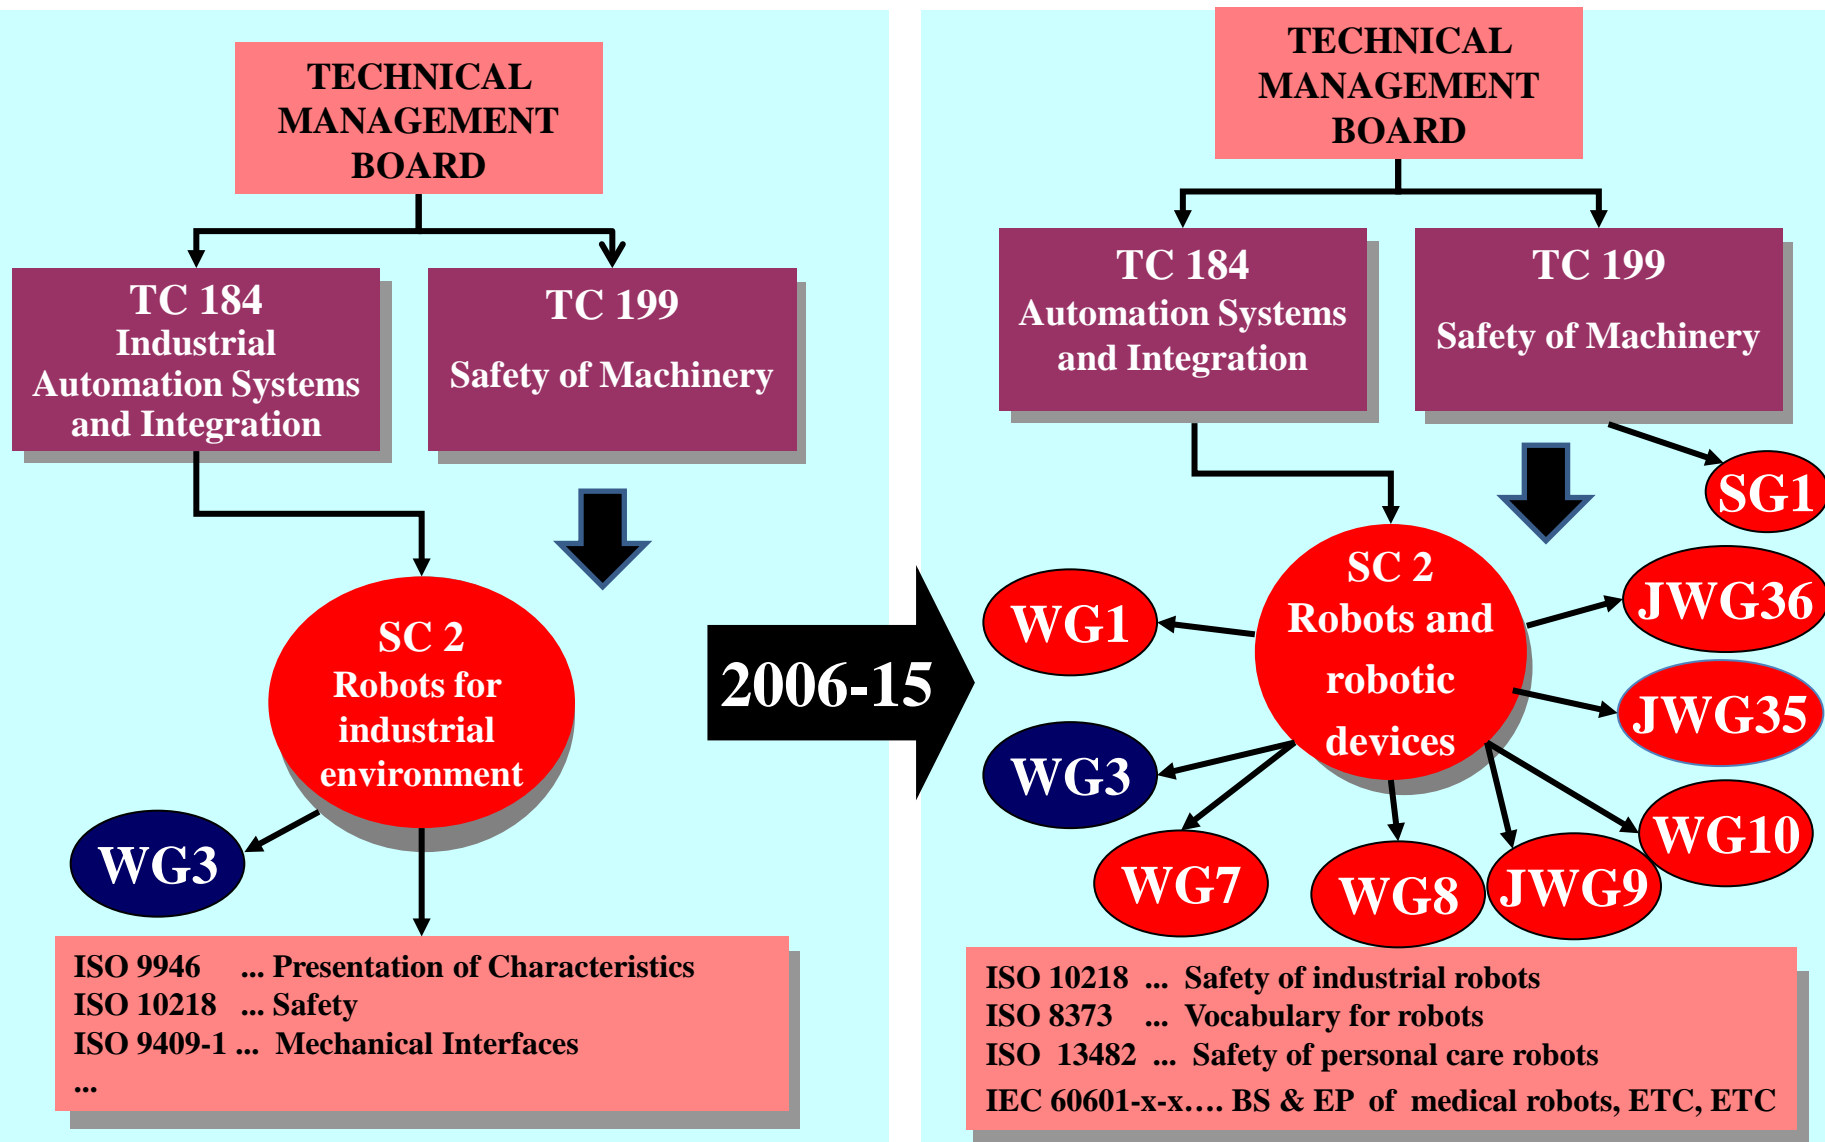 TECHNICAL
MANAGEMENT
BOARD
TC 184
Industrial
Automation Systems
and Integration
TC 199
Safety of Machinery
SC 2
Robots for
industrial
environment
WG3
ISO 9946 ... Presentation of Characteristics
ISO 10218 ... Safety
ISO 9409-1 ... Mechanical Interfaces
...
2006-15
TECHNICAL
MANAGEMENT
BOARD
TC 184
Automation Systems
and Integration
TC 199
Safety of Machinery
SG1
SC 2
Robots and
robotic
devices
WG1
JWG36
JWG35
WG3
WG10
WG7
WG8
JWG9
ISO 10218 ... Safety of industrial robots
ISO 8373 ... Vocabulary for robots
ISO 13482 ... Safety of personal care robots
IEC 60601-x-x.... BS & EP of medical robots, ETC, ETC